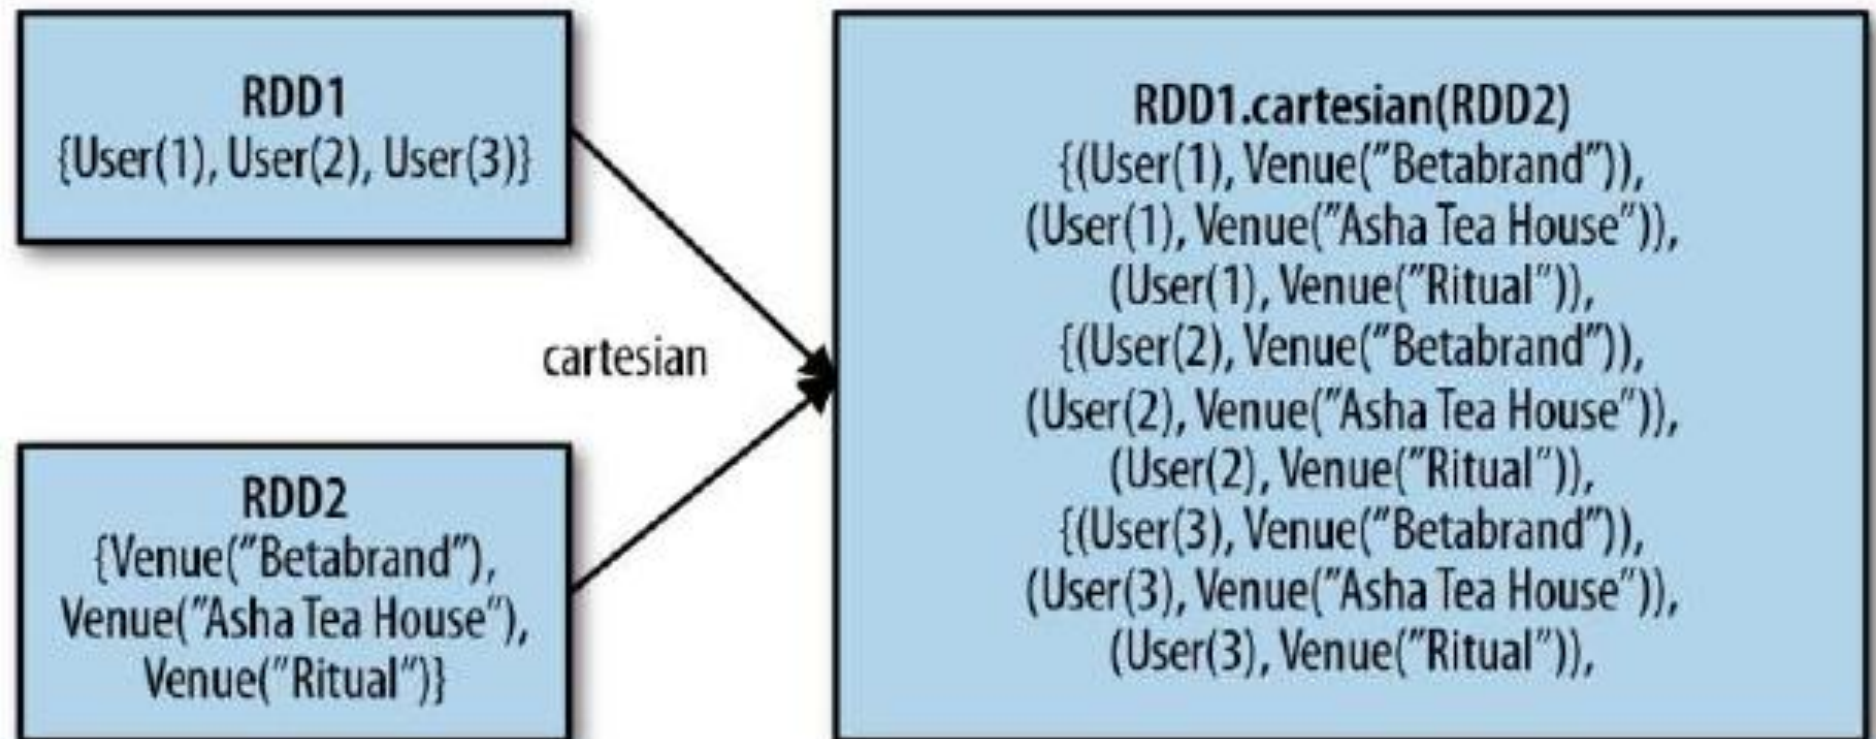 RDD1
{User(1), User(2), User(3)}
cartesian
RDD2
{Venue("Betabrand"),
Venue("Asha Tea House"),
Venue("Ritual")}
RDD1.cartesian(RDD2)
{(User(1), Venue("Betabrand")),
(User(1), Venue("Asha Tea House")),
(User(1), Venue("Ritual")),
{(User(2), Venue("Betabrand")),
(User(2), Venue("Asha Tea House")),
(User(2), Venue("Ritual")),
{(User(3), Venue("Betabrand")),
(User(3), Venue("Asha Tea House")),
(User(3), Venue("Ritual")),